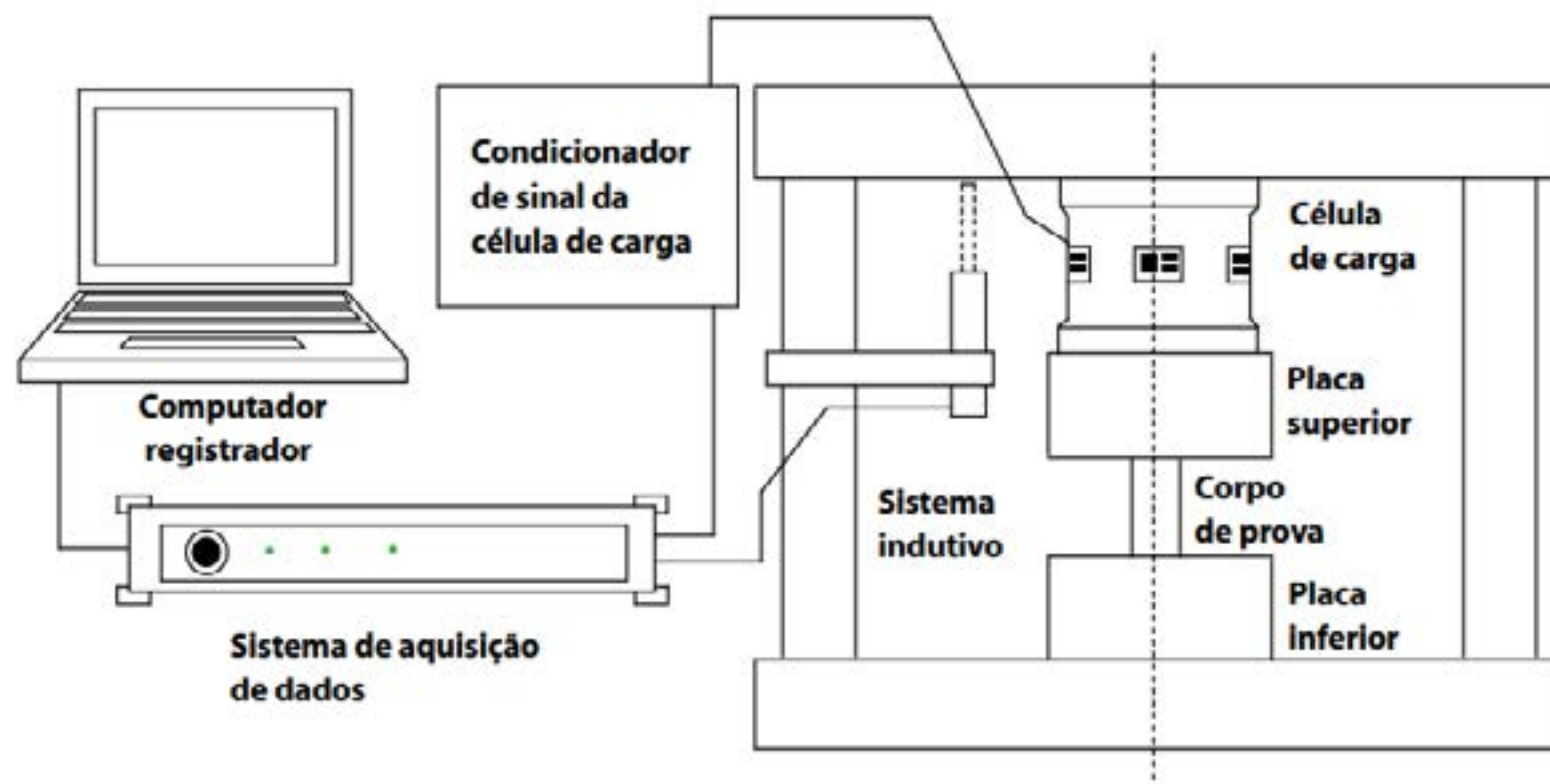 Condicionador
de sinal da
célula de carga
Célula
de carga
Computador
registrador
Placa
superior
Sistema
indutivo
Corpo
de prova
Placa
inferior
Sistema de aquisição
de dados